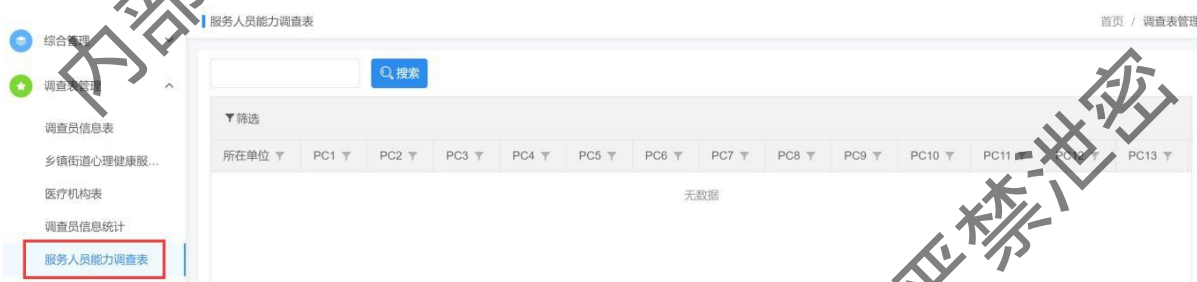 服务人员能力调查表
首页 / 调查表管理
综合管理
搜索
调查表管理
筛选
调查员信息表
所在单位 PC1 PC2 PC3 PC4 PC5 PC6 PC7 PC8 PC9 PC10 PC11 PC12 PC13
乡镇街道心理健康服...
医疗机构表
无数据
调查员信息统计
服务人员能力调查表
内部
严禁泄密